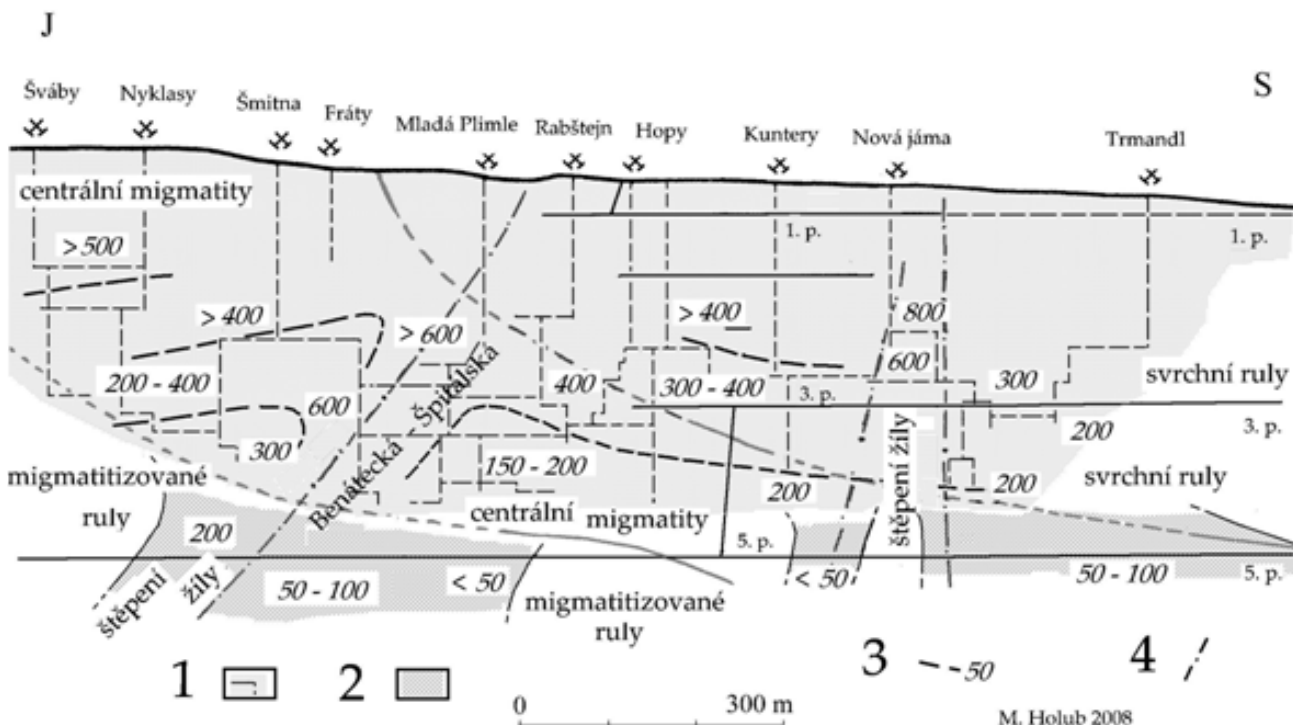 J
S
Šváby
Nyklasy
Šmitna
Fráty
Mladá Plimle
Rabštejn
Hopy
Kuntery
Nová jáma
Trmandl
centrální migmatity
1. p.
1. p.
>500
> 400
> 600
> 400
800
600
200 - 400
600
400
300 - 400
3. p.
300
svrchní ruly
300
Benátecká - Špitalská
150 - 200
200
3. p.
200
200
svrchní ruly
migmatitizované
ruly
centrální migmatity
štěpení žíly
200
5. p.
5. p.
štěpení žíly
50 - 100
< 50
< 50
50 - 100
migmatitizované
ruly
1
2
3
50
4
0
300 m
M. Holub 2008